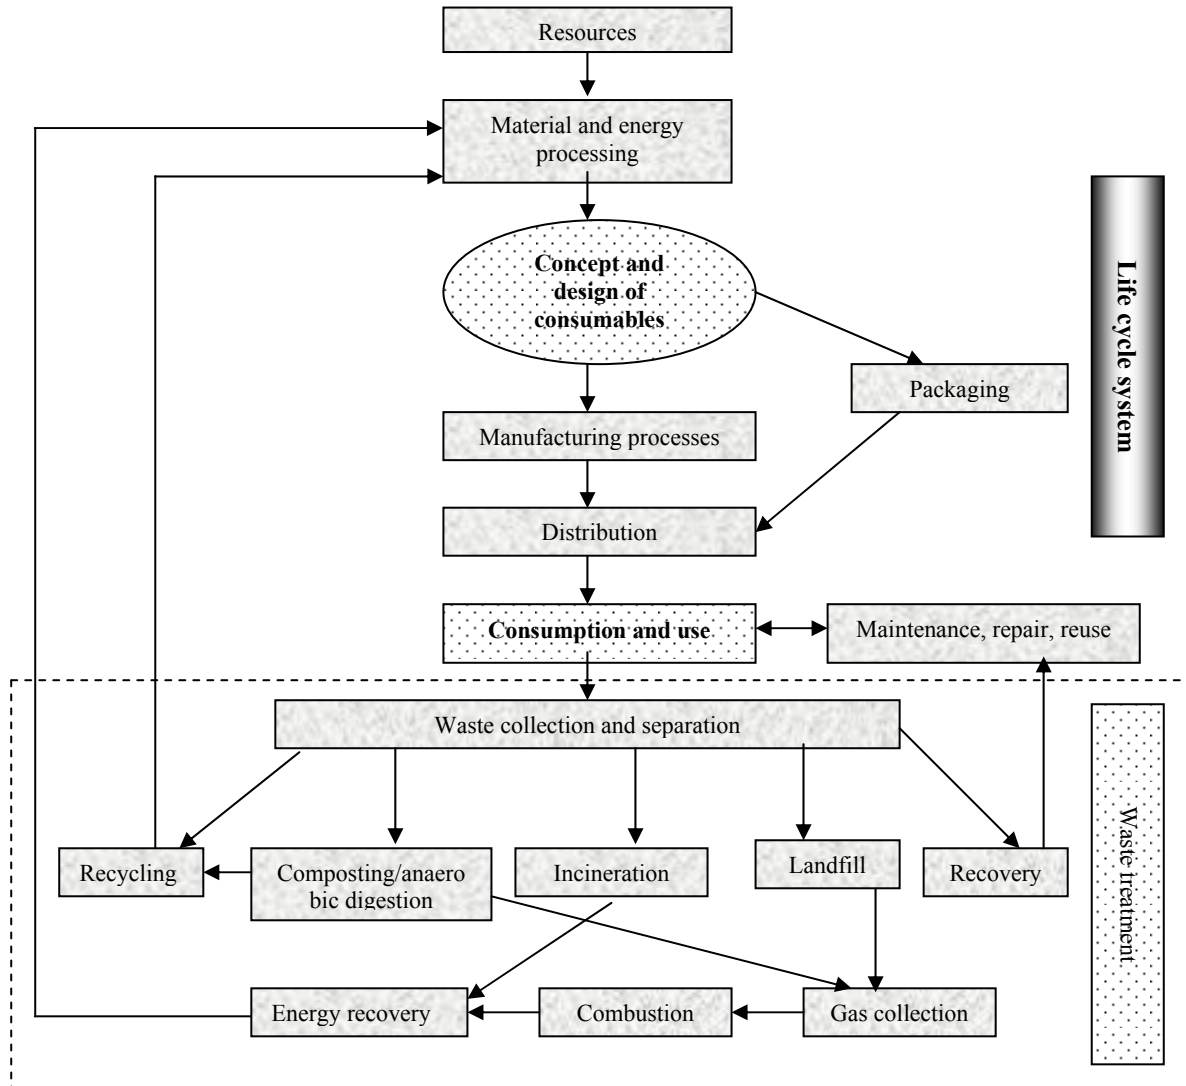 Resources
Material and energy
processing
Concept and
design of
consumables
Packaging
Life cycle system
Manufacturing processes
Distribution
Consumption and use
Maintenance, repair, reuse
Waste collection and separation
Waste treatment
Recycling
Composting/anaero
bic digestion
Incineration
Landfill
Recovery
Energy recovery
Combustion
Gas collection